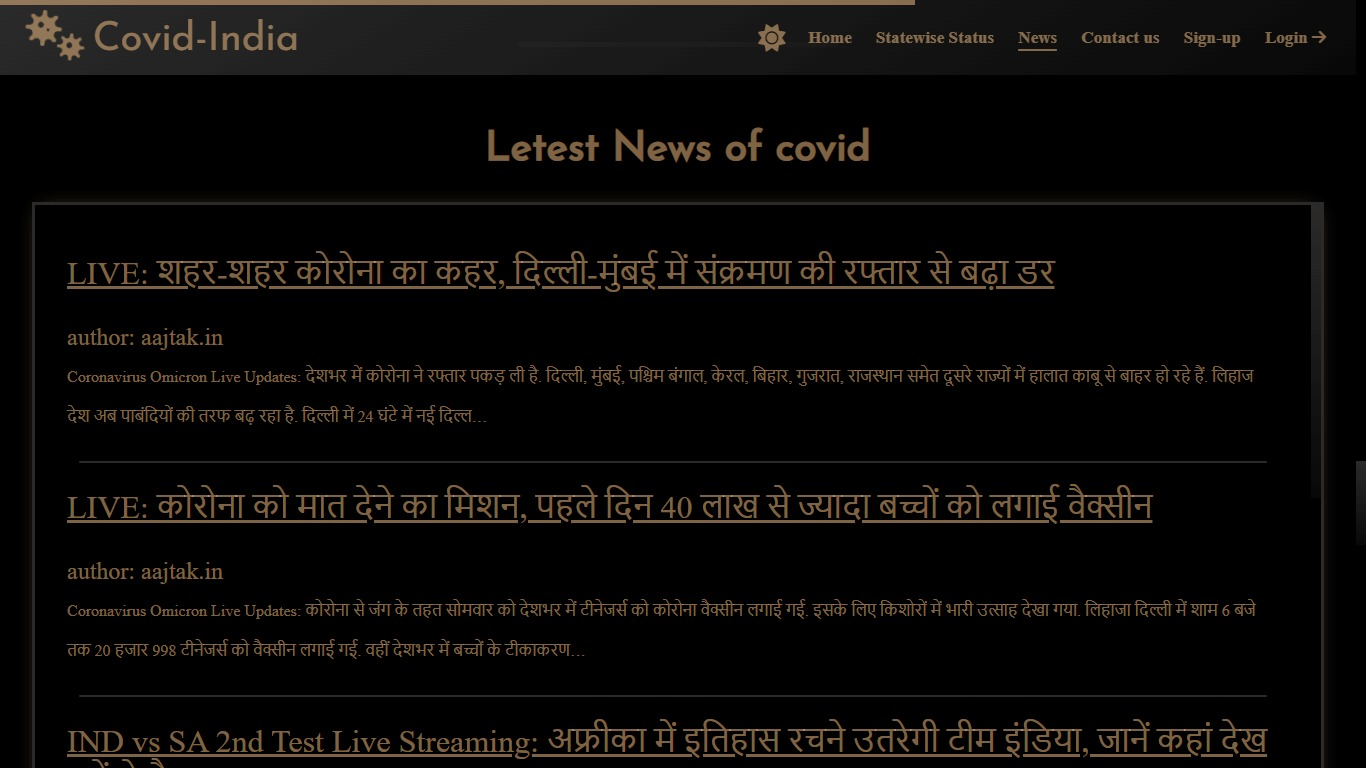 Covid-India
Home Statewise Status News Contact us Sign-up Login
Letest News of covid
LIVE: शहर-शहर कोरोना का कहर, दिल्ली-मुंबई में संक्रमण की रफ्तार से बढ़ा डर
author: aajtak.in
Coronavirus Omicron Live Updates: देशभर में कोरोना ने रफ्तार पकड़ ली है. दिल्ली, मुंबई, पश्चिम बंगाल, केरल, बिहार, गुजरात, राजस्थान समेत दूसरे राज्यों में हालात काबू से बाहर हो रहे हैं. लिहाज
देश अब पाबंदियों की तरफ बढ़ रहा है. दिल्ली में 24 घंटे में नई दिल्ल…
LIVE: कोरोना को मात देने का मिशन, पहले दिन 40 लाख से ज्यादा बच्चों को लगाई वैक्सीन
author: aajtak.in
Coronavirus Omicron Live Updates: कोरोना से जंग के तहत सोमवार को देशभर में टीनेजर्स को कोरोना वैक्सीन लगाई गई. इसके लिए किशोरों में भारी उत्साह देखा गया. लिहाजा दिल्ली में शाम 6 बजे
तक 20 हजार 998 टीनेजर्स को वैक्सीन लगाई गई. वहीं देशभर में बच्चों के टीकाकरण…
IND vs SA 2nd Test Live Streaming: अफ्रीका में इतिहास रचने उतरेगी टीम इंडिया, जानें कहां देख